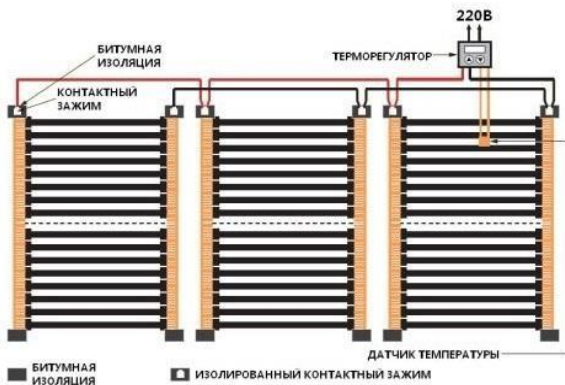 220В
БИТУМНАЯ
ИЗОЛЯЦИЯ
ТЕРМОРЕГУЛЯТОР
КОНТАКТНЫЙ
ЗАЖИМ
ДАТЧИК ТЕМПЕРАТУРЫ
БИТУМНАЯ
ИЗОЛЯЦИЯ
ИЗОЛИРОВАННЫЙ КОНТАКТНЫЙ ЗАЖИМ